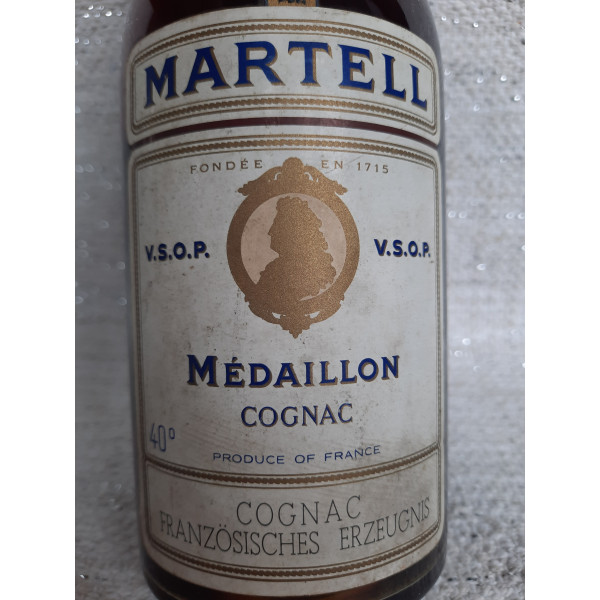 MARTELL
FONDÉE EN 1715
V.S.O.P. V.S.O.P.
MÉDAILLON
COGNAC
40°
PRODUCE OF FRANCE
COGNAC
FRANZÖSISCHES ERZEUGNIS